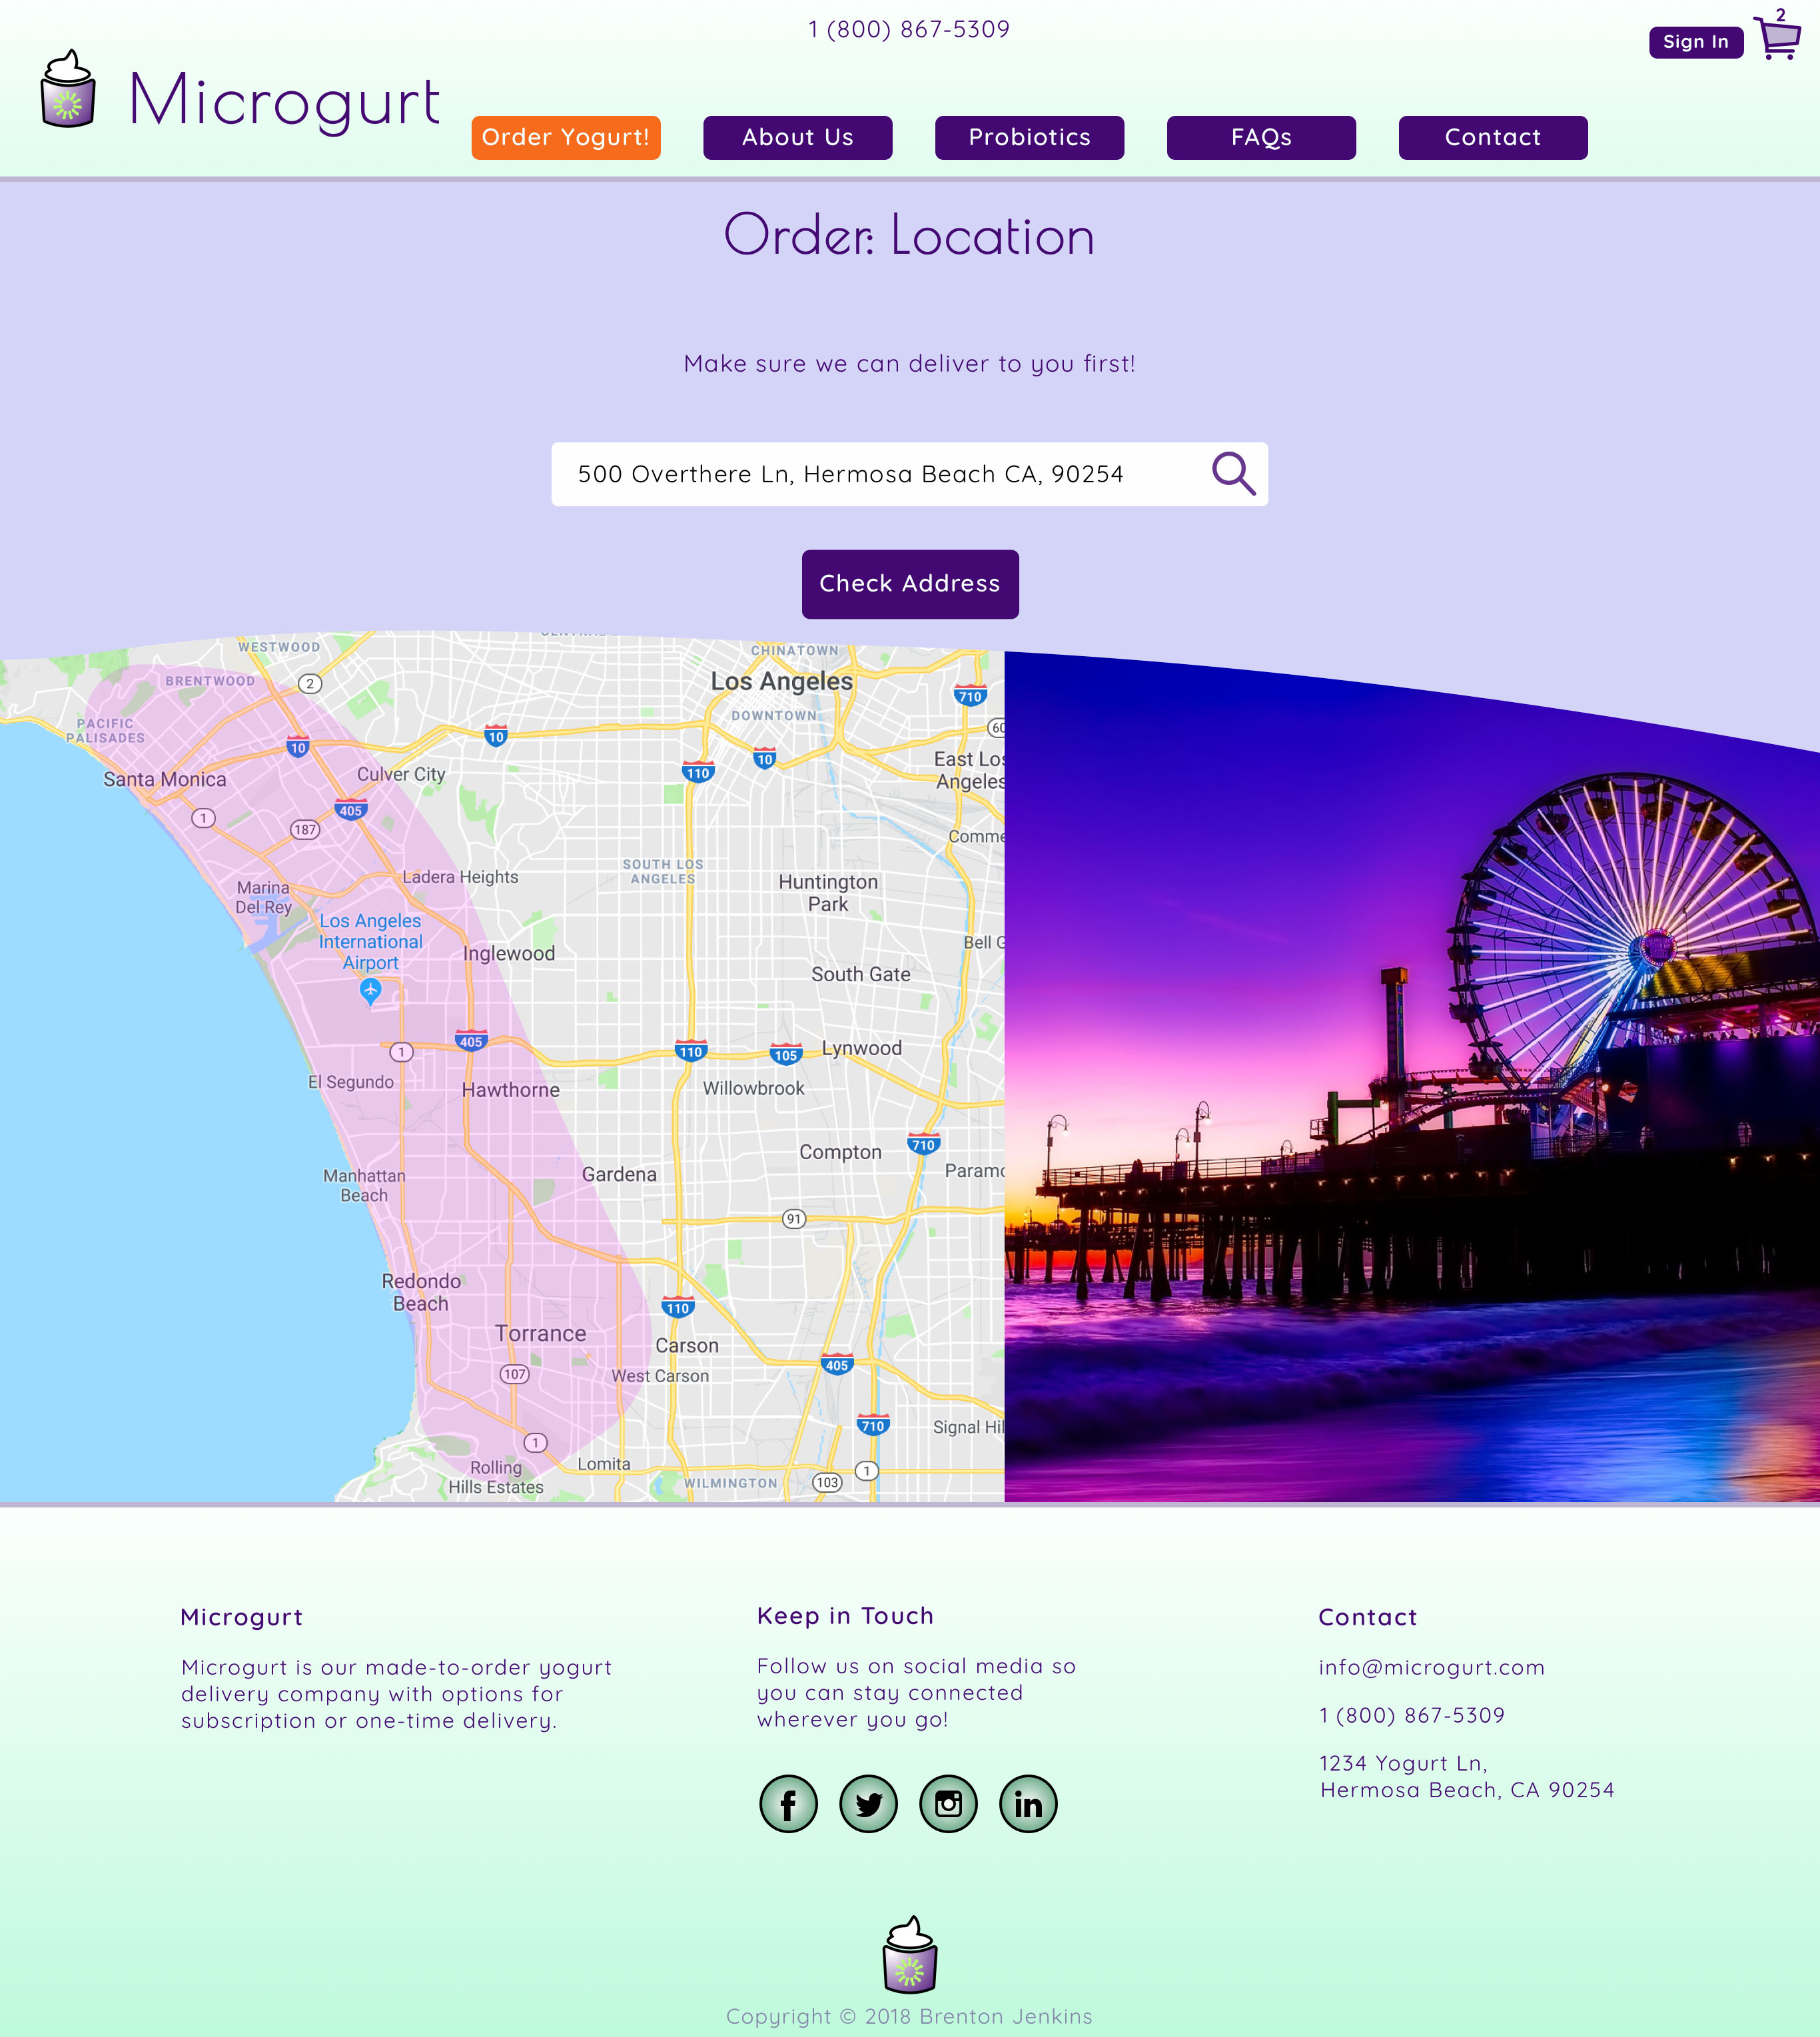 1 (800) 867-5309
2
Sign In
Microgurt
Order Yogurt!
About Us
Probiotics
FAQs
Contact
Order: Location
Make sure we can deliver to you first!
500 Overthere Ln, Hermosa Beach CA, 90254
Check Address
WESTWOOD
CHINATOWN
BRENTWOOD
2
Los Angeles
710
PACIFIC
PALISADES
DOWNTOWN
60
10
10
10
110
East Los
Angeles
Santa Monica
Culver City
1
405
187
Comme
SOUTH LOS
ANGELES
Ladera Heights
Huntington
Park
Marina
Del Rey
Los Angeles
International
Airport
Inglewood
Bell G
South Gate
405
1
110
105
Lynwood
El Segundo
Hawthorne
Willowbrook
710
Compton
Manhattan
Beach
Gardena
Paramo
91
Redondo
Beach
110
Torrance
Carson
405
107
West Carson
710
Signal Hil
1
Rolling
Hills Estates
Lomita
WILMINGTON
103
1
Microgurt
Microgurt is our made-to-order yogurt
delivery company with options for
subscription or one-time delivery.
Keep in Touch
Follow us on social media so
you can stay connected
wherever you go!
f
in
Contact
info@microgurt.com
1 (800) 867-5309
1234 Yogurt Ln,
Hermosa Beach, CA 90254
Copyright © 2018 Brenton Jenkins